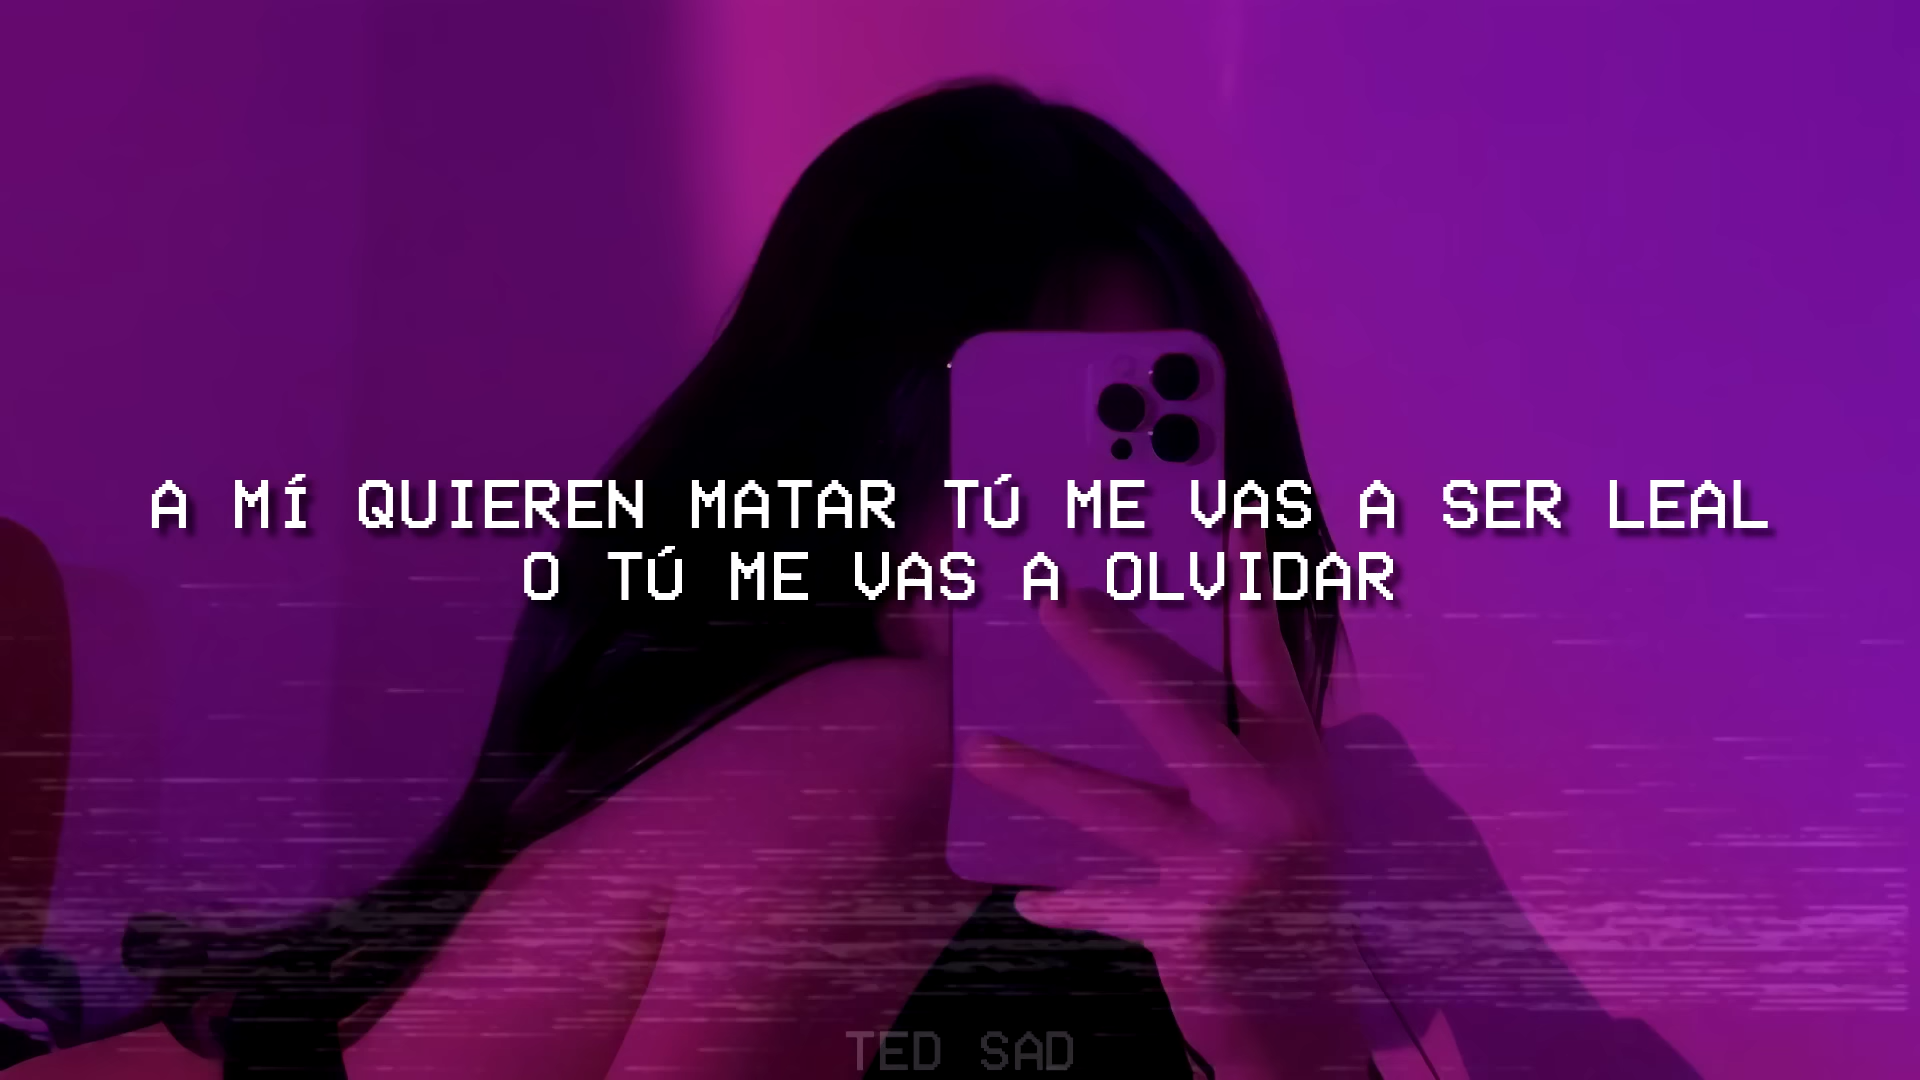 A MÍ QUIEREN MATAR TÚ ME VAS A SER LEAL
O TÚ ME VAS A OLVIDAR
TED SAD